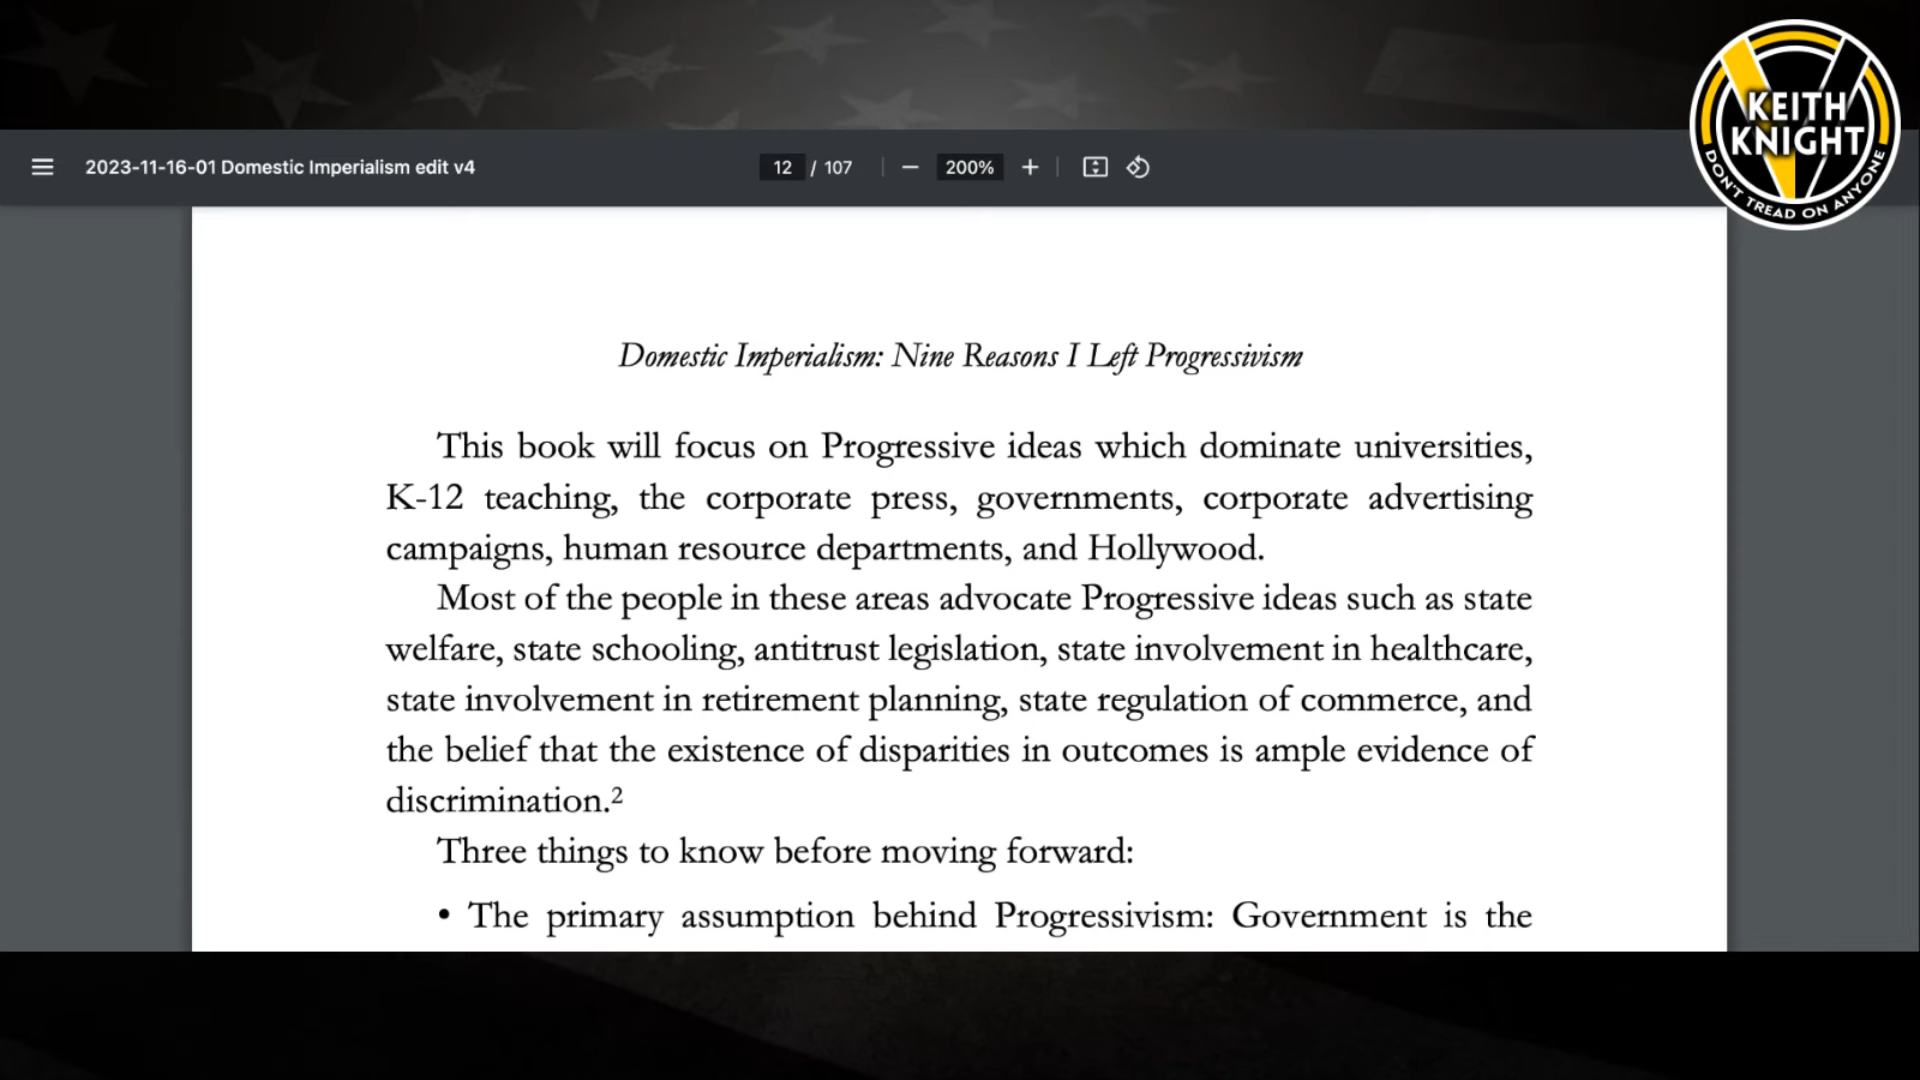 KEITH
KNIGHT
DON'T TREAD ON ANYONE
2023-11-16-01 Domestic Imperialism edit v4
12 / 107
200%
Domestic Imperialism: Nine Reasons I Left Progressivism
This book will focus on Progressive ideas which dominate universities,
K-12 teaching, the corporate press, governments, corporate advertising
campaigns, human resource departments, and Hollywood.
Most of the people in these areas advocate Progressive ideas such as state
welfare, state schooling, antitrust legislation, state involvement in healthcare,
state involvement in retirement planning, state regulation of commerce, and
the belief that the existence of disparities in outcomes is ample evidence of
discrimination.²
Three things to know before moving forward:
• The primary assumption behind Progressivism: Government is the